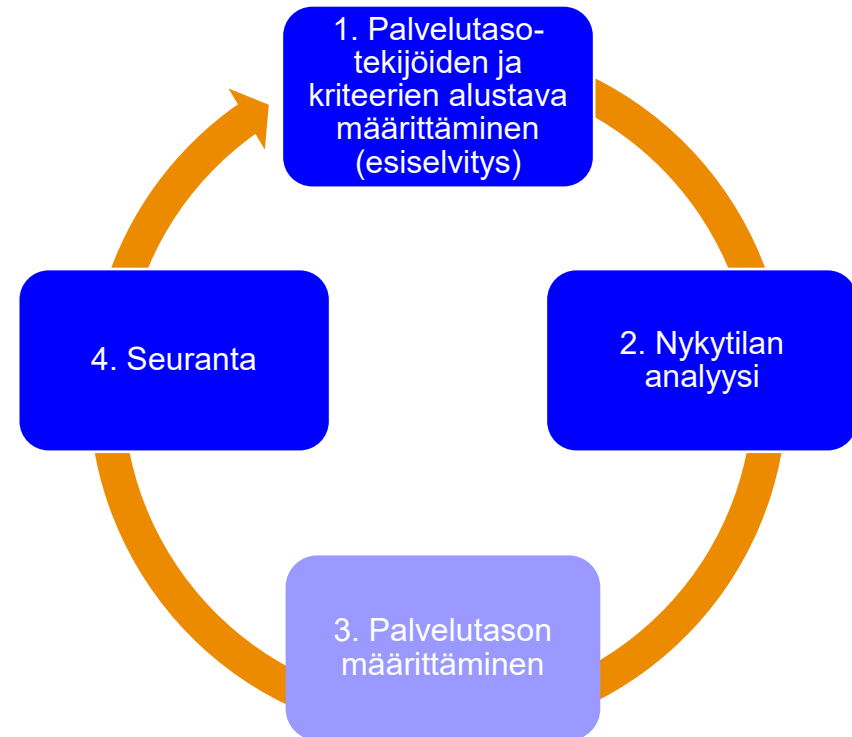 1. Palvelutaso-
tekijöiden ja
kriteerien alustava
määrittäminen
(esiselvitys)
2. Nykytilan
analyysi
3. Palvelutason
määrittäminen
4. Seuranta